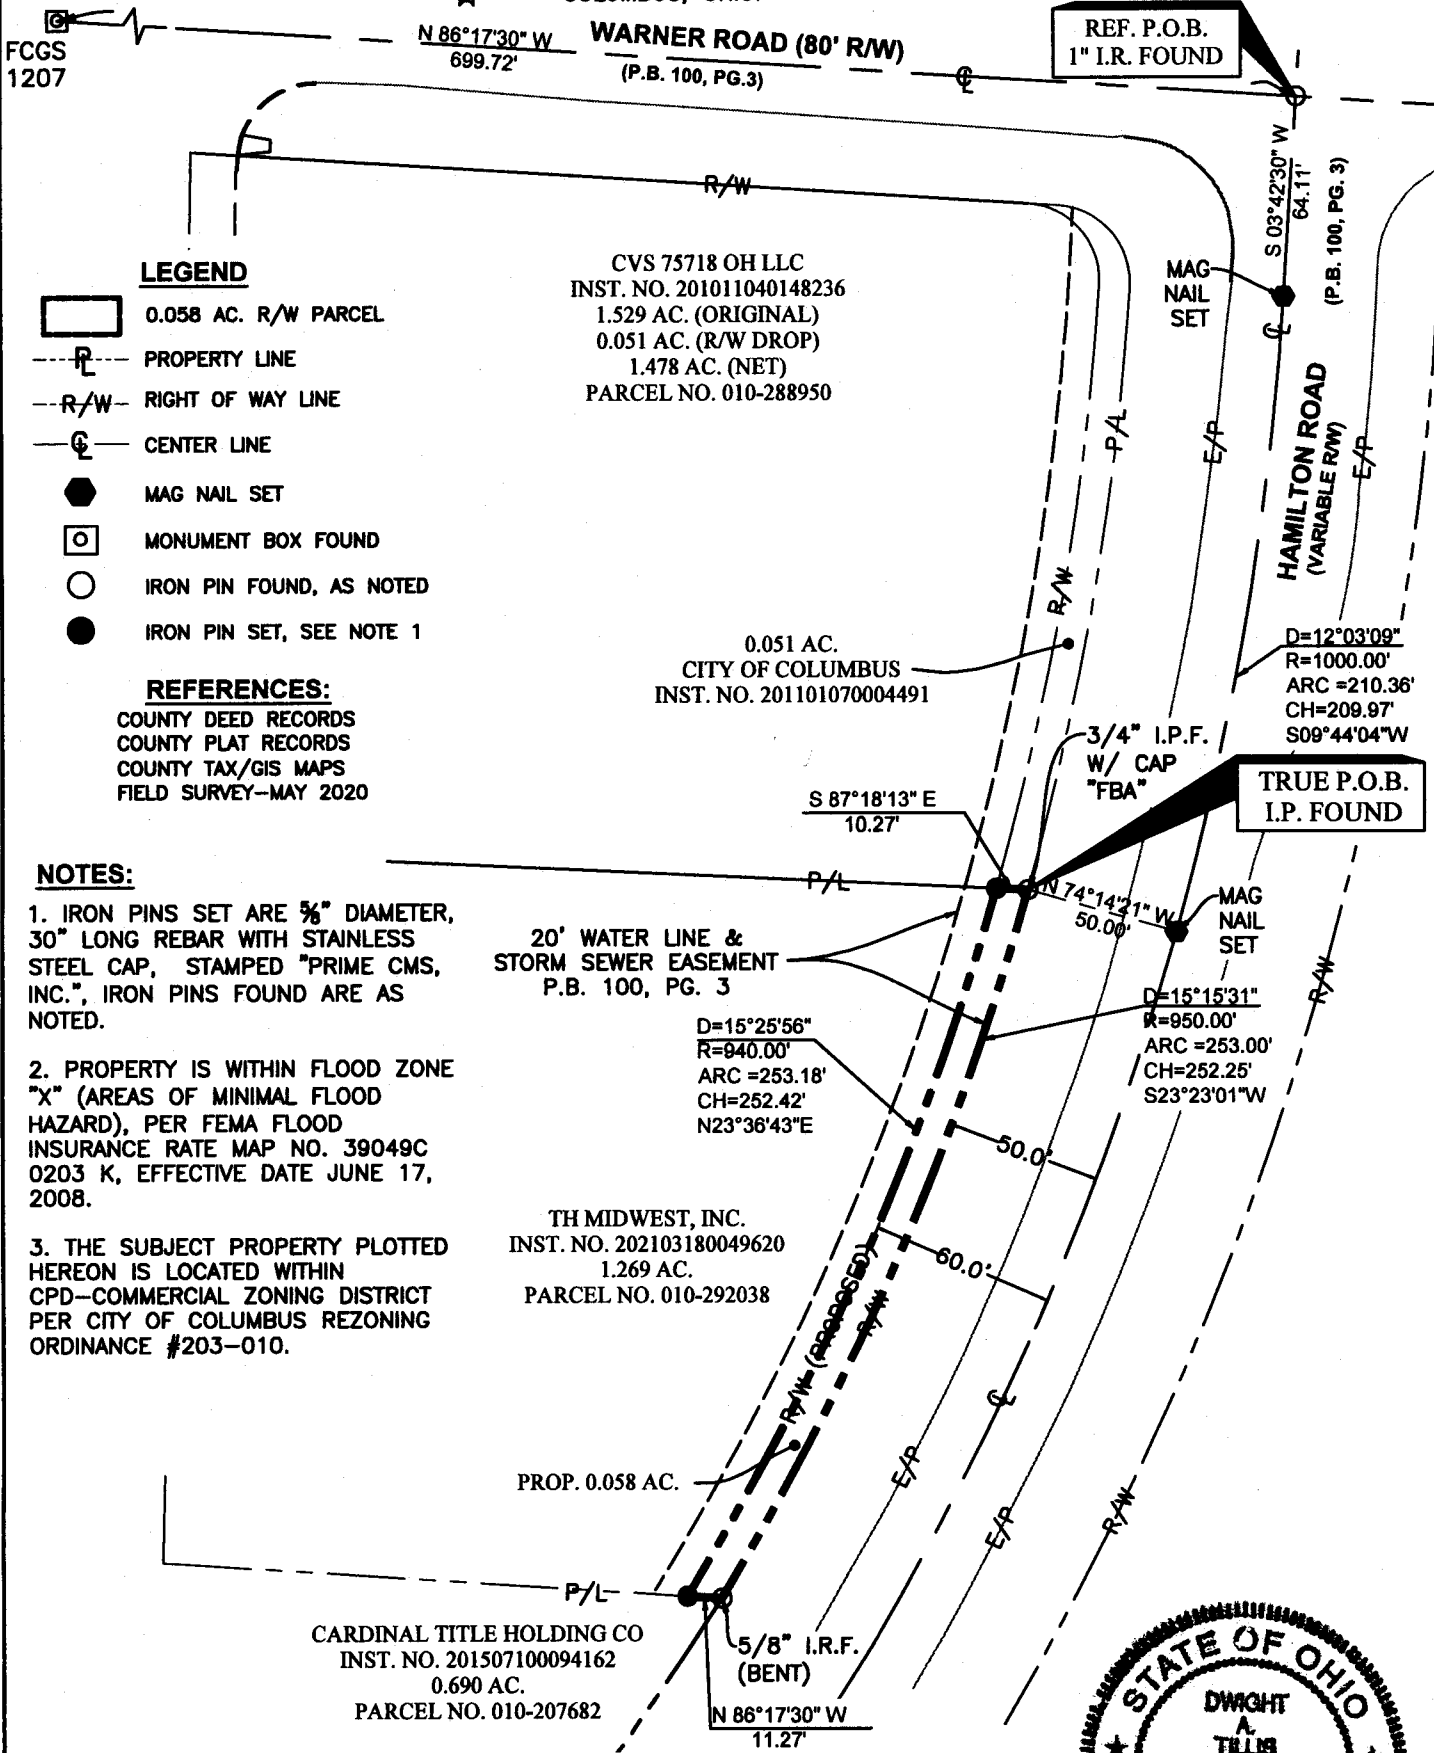 FCGS
1207
N 86°17'30" W
699.72'
WARNER ROAD (80' R/W)
(P.B. 100, PG.3)
REF. P.O.B.
1" I.R. FOUND
R/W
S 03°42'30" W
64.11'
(P.B. 100, PG. 3)
MAG
NAIL
SET
HAMILTON ROAD
(VARIABLE R/W)
E/P
E/P
P/L
R/W
LEGEND
0.058 AC. R/W PARCEL
PROPERTY LINE
R/W
RIGHT OF WAY LINE
CENTER LINE
MAG NAIL SET
MONUMENT BOX FOUND
IRON PIN FOUND, AS NOTED
IRON PIN SET, SEE NOTE 1
CVS 75718 OH LLC
INST. NO. 201011040148236
1.529 AC. (ORIGINAL)
0.051 AC. (R/W DROP)
1.478 AC. (NET)
PARCEL NO. 010-288950
REFERENCES:
COUNTY DEED RECORDS
COUNTY PLAT RECORDS
COUNTY TAX/GIS MAPS
FIELD SURVEY-MAY 2020
0.051 AC.
CITY OF COLUMBUS
INST. NO. 201101070004491
D=12°03'09"
R=1000.00'
ARC =210.36'
CH=209.97'
S09°44'04"W
3/4" I.P.F.
W/ CAP
"FBA"
TRUE P.O.B.
I.P. FOUND
S 87°18'13" E
10.27'
P/L
N 74°14'21" W
50.00'
MAG
NAIL
SET
NOTES:
1. IRON PINS SET ARE ⅝" DIAMETER,
30" LONG REBAR WITH STAINLESS
STEEL CAP, STAMPED "PRIME CMS,
INC.", IRON PINS FOUND ARE AS
NOTED.
2. PROPERTY IS WITHIN FLOOD ZONE
"X" (AREAS OF MINIMAL FLOOD
HAZARD), PER FEMA FLOOD
INSURANCE RATE MAP NO. 39049C
0203 K, EFFECTIVE DATE JUNE 17,
2008.
3. THE SUBJECT PROPERTY PLOTTED
HEREON IS LOCATED WITHIN
CPD-COMMERCIAL ZONING DISTRICT
PER CITY OF COLUMBUS REZONING
ORDINANCE #203-010.
20' WATER LINE &
STORM SEWER EASEMENT
P.B. 100, PG. 3
D=15°25'56"
R=940.00'
ARC =253.18'
CH=252.42'
N23°36'43"E
D=15°15'31"
R=950.00'
ARC =253.00'
CH=252.25'
S23°23'01"W
R/W
50.0'
60.0'
TH MIDWEST, INC.
INST. NO. 202103180049620
1.269 AC.
PARCEL NO. 010-292038
R/W (PROPOSED)
R/W
PROP. 0.058 AC.
E/P
E/P
R/W
P/L
5/8" I.R.F.
(BENT)
N 86°17'30" W
11.27'
CARDINAL TITLE HOLDING CO
INST. NO. 201507100094162
0.690 AC.
PARCEL NO. 010-207682
STATE OF OHIO
DWIGHT
A.